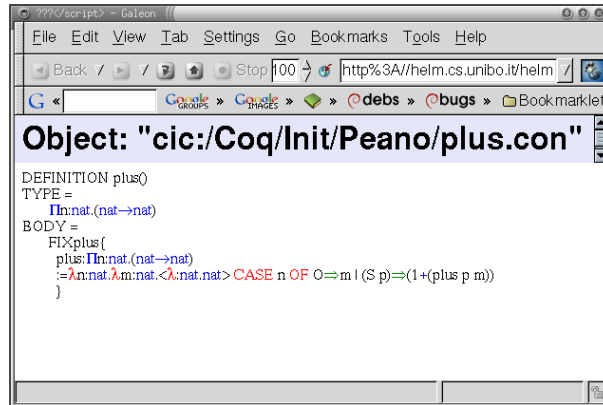 ???</script> - Galeon
File Edit View Tab Settings Go Bookmarks Tools Help
Back Stop 100 http%3A//helm.cs.unibo.it/helm
G « Google GROUPS » Google IMAGES » » debs » bugs » Bookmarklet
Object: "cic:/Coq/Init/Peano/plus.con"
DEFINITION plus()
TYPE =
Πn:nat.(nat→nat)
BODY =
FIXplus{
plus:Πn:nat.(nat→nat)
:=λn:nat.λm:nat.<λ:nat.nat> CASE n OF O⇒m | (S p)⇒(1+(plus p m))
}